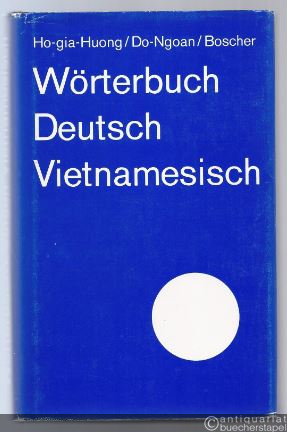 Ho-gia-Huong/Do-Ngoan/Boscher
Wörterbuch
Deutsch
Vietnamesisch
antiquariat
buecherstapel